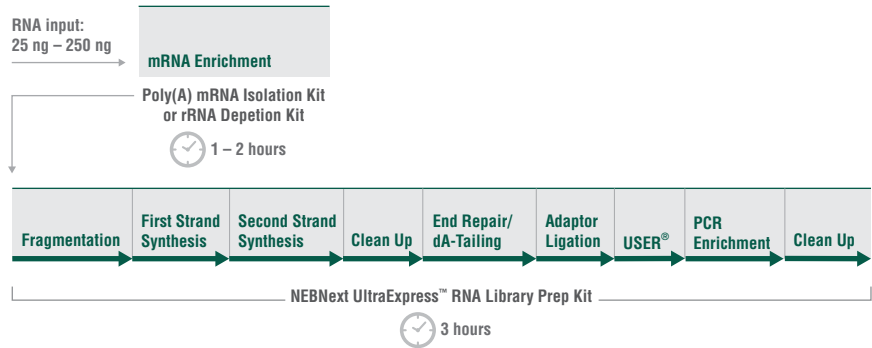 RNA input:
25 ng – 250 ng
mRNA Enrichment
Poly(A) mRNA Isolation Kit
or rRNA Depetion Kit
1 – 2 hours
Fragmentation
First Strand
Synthesis
Second Strand
Synthesis
Clean Up
End Repair/
dA-Tailing
Adaptor
Ligation
USER®
PCR
Enrichment
Clean Up
NEBNext UltraExpress™ RNA Library Prep Kit
3 hours